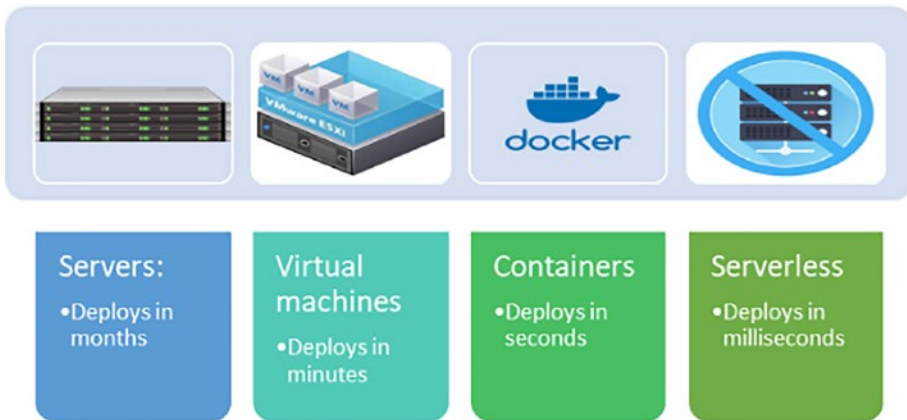 VM
VM
VM
VMware ESXi
docker
Servers:
•Deploys in
months
Virtual
machines
•Deploys in
minutes
Containers
•Deploys in
seconds
Serverless
•Deploys in
milliseconds